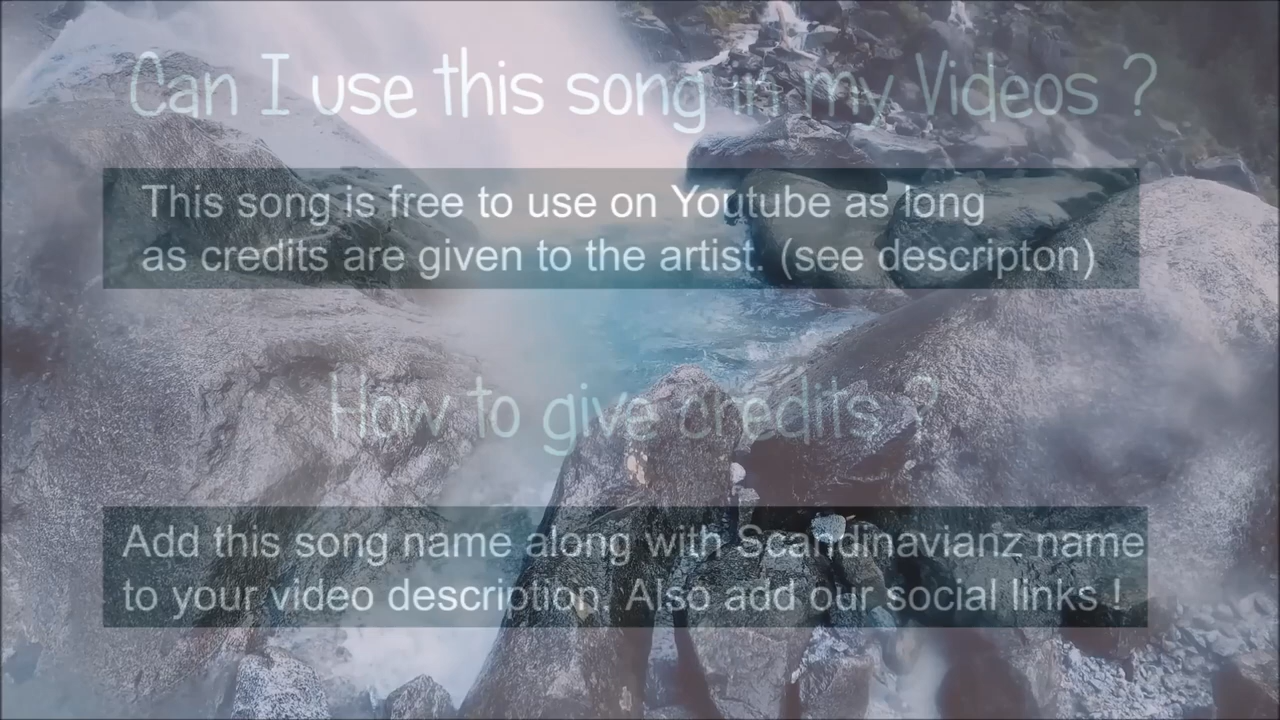 Can I use this song in my Videos ?
This song is free to use on Youtube as long
as credits are given to the artist. (see descripton)
How to give credits ?
Add this song name along with Scandinavianz name
to your video description. Also add our social links !